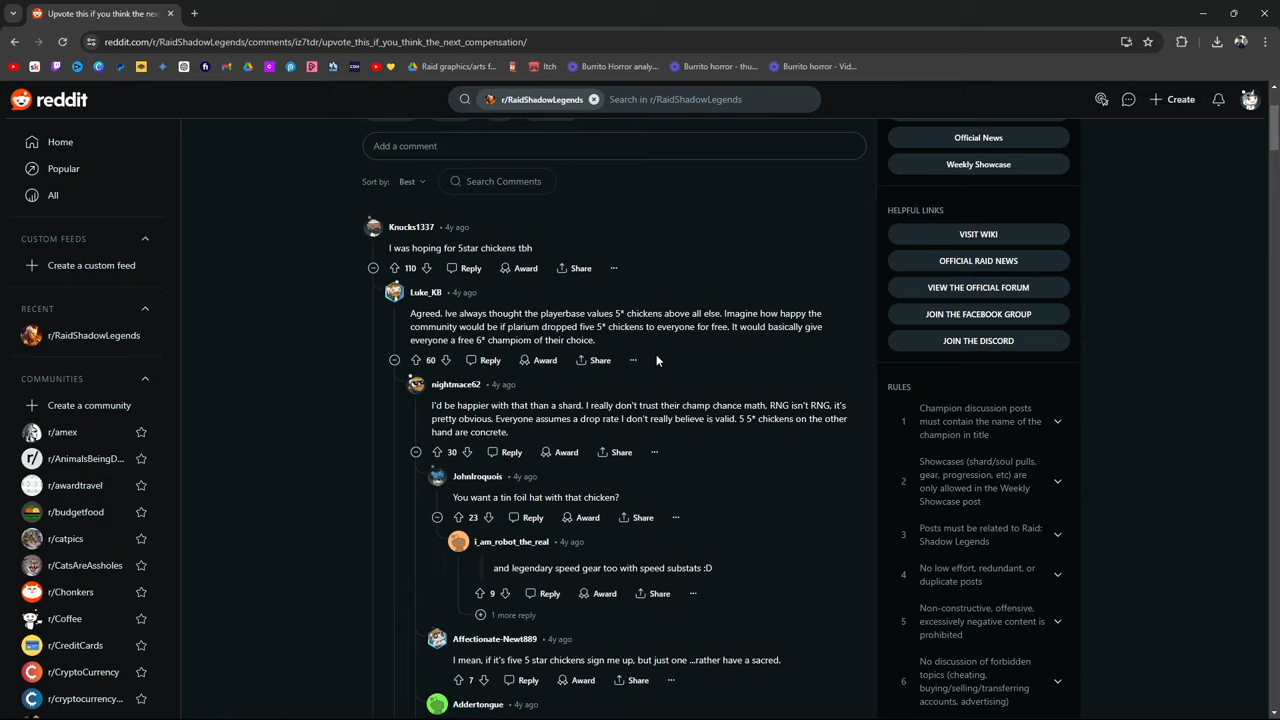 Upvote this if you think the nex
reddit.com/r/RaidShadowLegends/comments/iz7tdr/upvote_this_if_you_think_the_next_compensation/
Raid graphics/arts f...
Itch
Burrito Horror analy...
Burrito horror - thu...
Burrito horror - Vid...
reddit
r/RaidShadowLegends
Search in r/RaidShadowLegends
Create
Home
Popular
All
CUSTOM FEEDS
Create a custom feed
RECENT
r/RaidShadowLegends
COMMUNITIES
Create a community
r/amex
r/AnimalsBeingD...
r/awardtravel
r/budgetfood
r/catpics
r/CatsAreAssholes
r/Chonkers
r/Coffee
r/CreditCards
r/CryptoCurrency
r/cryptocurrency...
Add a comment
Sort by: Best
Search Comments
Knucks1337 • 4y ago
I was hoping for 5star chickens tbh
110 Reply Award Share ...
Luke_KB • 4y ago
Agreed. Ive always thought the playerbase values 5* chickens above all else. Imagine how happy the
community would be if plarium dropped five 5* chickens to everyone for free. It would basically give
everyone a free 6* champiom of their choice.
60 Reply Award Share ...
nightmace62 • 4y ago
I'd be happier with that than a shard. I really don't trust their champ chance math. RNG isn't RNG, it's
pretty obvious. Everyone assumes a drop rate I don't really believe is valid. 5 5* chickens on the other
hand are concrete.
30 Reply Award Share ...
JohnIroquois • 4y ago
You want a tin foil hat with that chicken?
23 Reply Award Share ...
i_am_robot_the_real • 4y ago
and legendary speed gear too with speed substats :D
9 Reply Award Share ...
1 more reply
Affectionate-Newt889 • 4y ago
I mean, if it's five 5 star chickens sign me up, but just one ...rather have a sacred.
7 Reply Award Share ...
Addertongue • 4y ago
Official News
Weekly Showcase
HELPFUL LINKS
VISIT WIKI
OFFICIAL RAID NEWS
VIEW THE OFFICIAL FORUM
JOIN THE FACEBOOK GROUP
JOIN THE DISCORD
RULES
1 Champion discussion posts
must contain the name of the
champion in title
2 Showcases (shard/soul pulls,
gear, progression, etc) are
only allowed in the Weekly
Showcase post
3 Posts must be related to Raid:
Shadow Legends
4 No low effort, redundant, or
duplicate posts
5 Non-constructive, offensive,
excessively negative content is
prohibited
6 No discussion of forbidden
topics (cheating,
buying/selling/transferring
accounts, advertising)